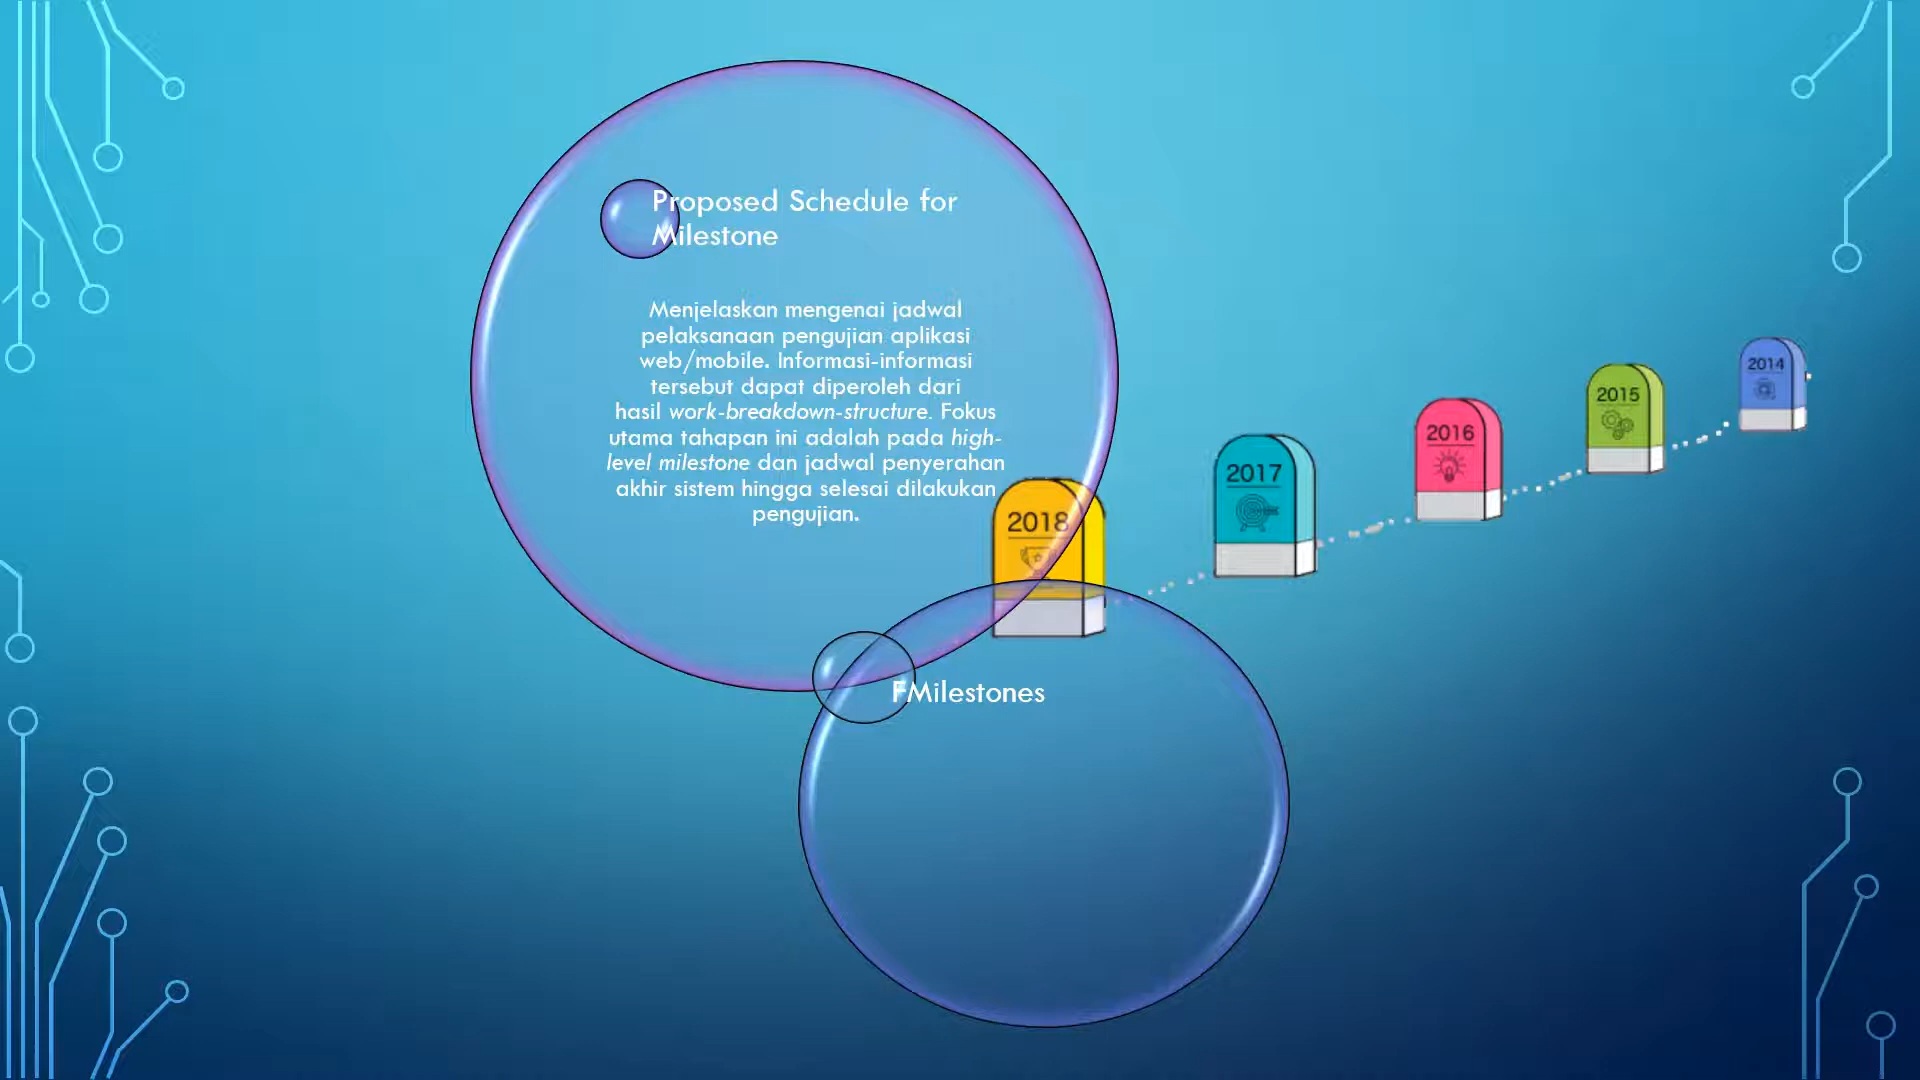 Proposed Schedule for
Milestone
Menjelaskan mengenai jadwal
pelaksanaan pengujian aplikasi
web/mobile. Informasi-informasi
tersebut dapat diperoleh dari
hasil work-breakdown-structure. Fokus
utama tahapan ini adalah pada high-
level milestone dan jadwal penyerahan
akhir sistem hingga selesai dilakukan
pengujian.
2018
2017
2016
2015
2014
FMilestones